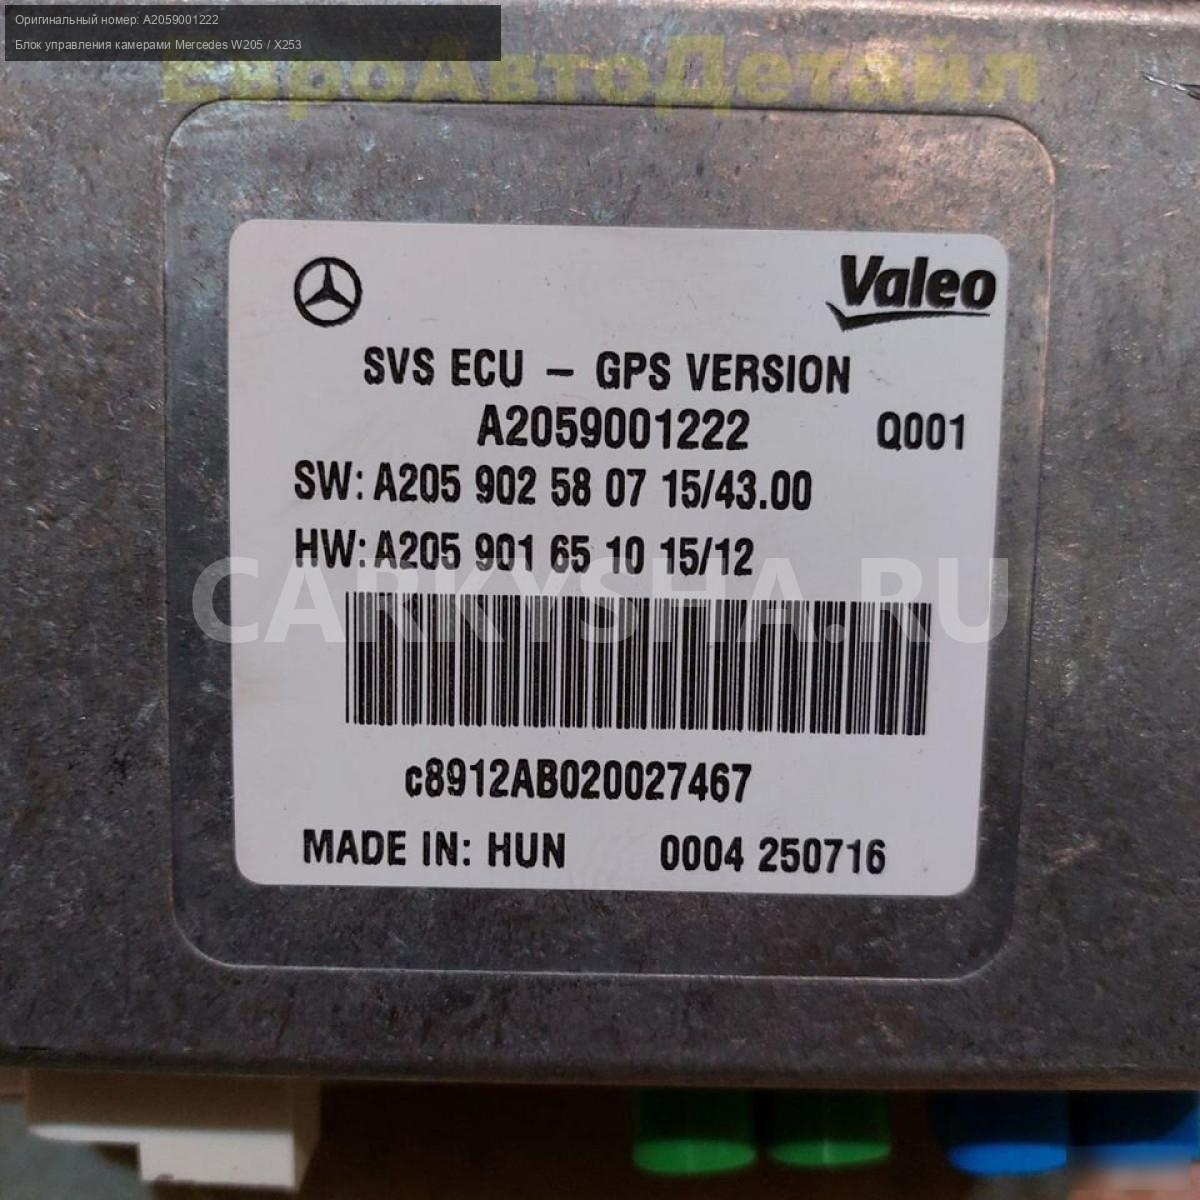 Оригинальный номер: A2059001222
Блок управления камерами Mercedes W205 / X253
ЕвроАвтоДетайл
Valeo
SVS ECU – GPS VERSION
A2059001222 Q001
SW: A205 902 58 07 15/43.00
HW: A205 901 65 10 15/12
CARKYSHA.RU
c8912AB020027467
MADE IN: HUN 0004 250716